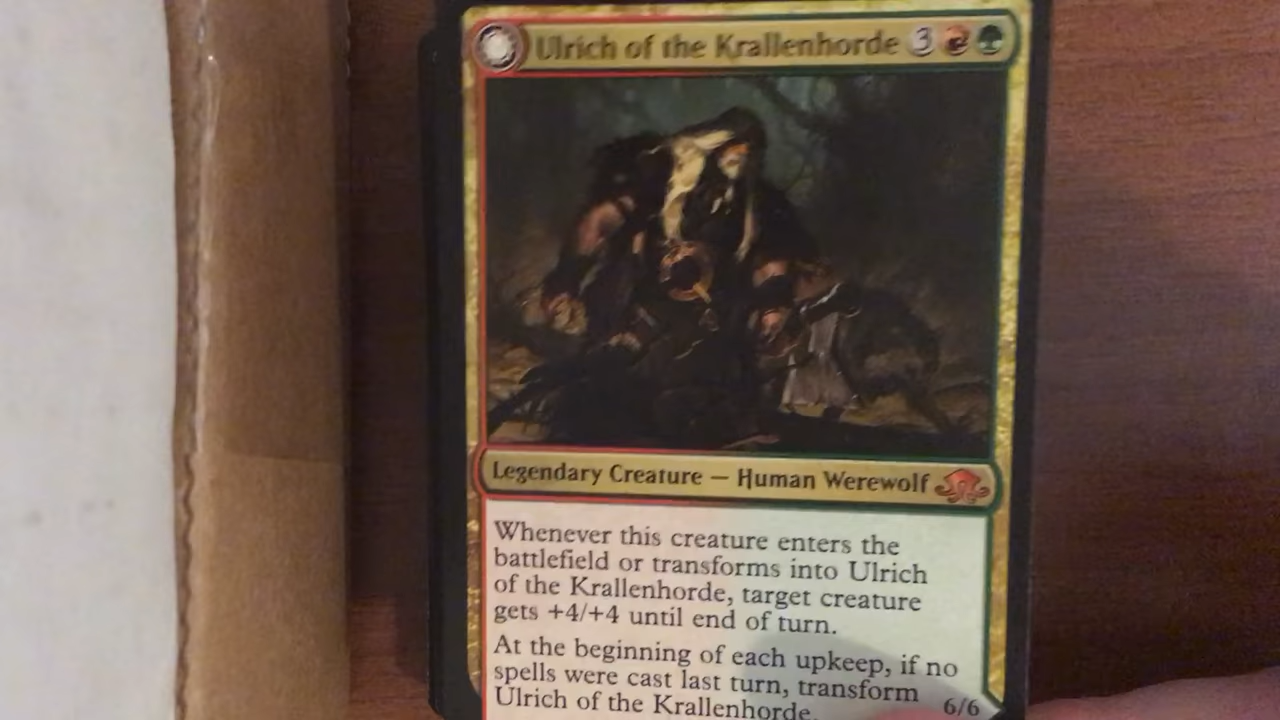 Ulrich of the Krallenhorde 3
Legendary Creature — Human Werewolf
Whenever this creature enters the
battlefield or transforms into Ulrich
of the Krallenhorde, target creature
gets +4/+4 until end of turn.
At the beginning of each upkeep, if no
spells were cast last turn, transform
Ulrich of the Krallenhorde.
6/6